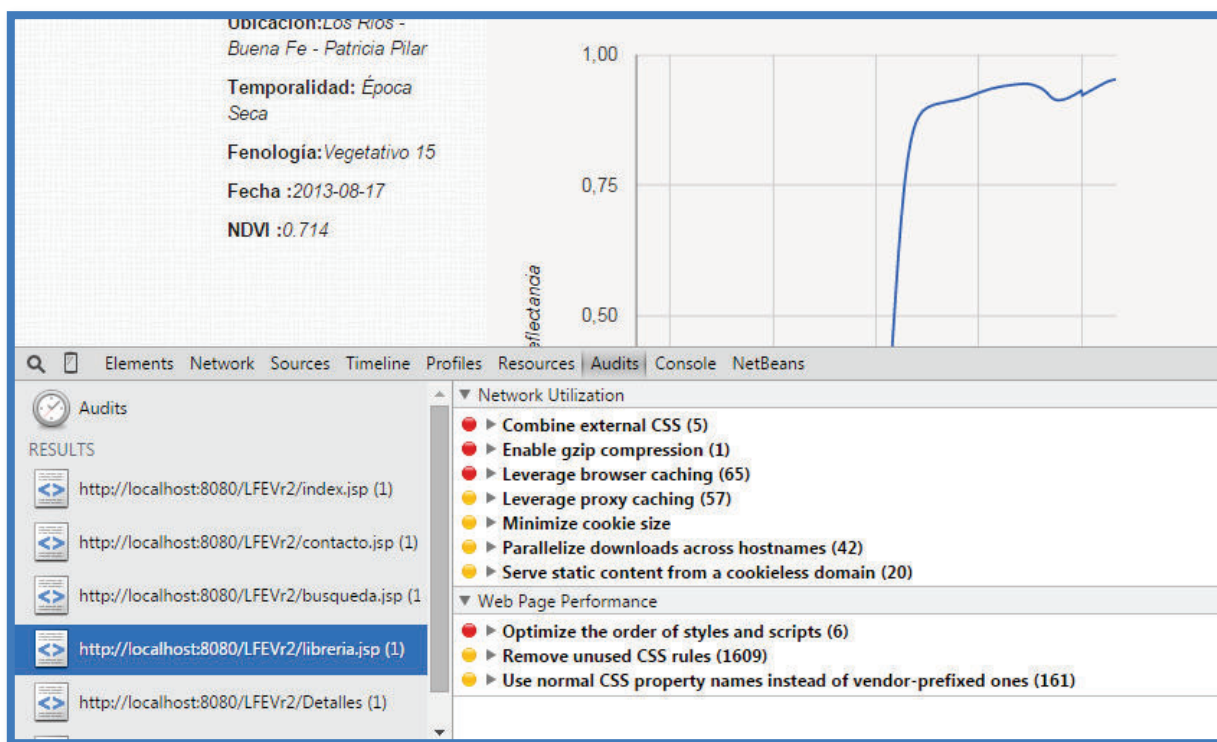 Ubicación:Los Ríos -
Buena Fe - Patricia Pilar
Temporalidad: Época
Seca
Fenología:Vegetativo 15
Fecha :2013-08-17
NDVI :0.714
1,00
0,75
0,50
eflectancia
Elements Network Sources Timeline Profiles Resources Audits Console NetBeans
Audits
RESULTS
http://localhost:8080/LFEVr2/index.jsp (1)
http://localhost:8080/LFEVr2/contacto.jsp (1)
http://localhost:8080/LFEVr2/busqueda.jsp (1
http://localhost:8080/LFEVr2/libreria.jsp (1)
http://localhost:8080/LFEVr2/Detalles (1)
Network Utilization
Combine external CSS (5)
Enable gzip compression (1)
Leverage browser caching (65)
Leverage proxy caching (57)
Minimize cookie size
Parallelize downloads across hostnames (42)
Serve static content from a cookieless domain (20)
Web Page Performance
Optimize the order of styles and scripts (6)
Remove unused CSS rules (1609)
Use normal CSS property names instead of vendor-prefixed ones (161)